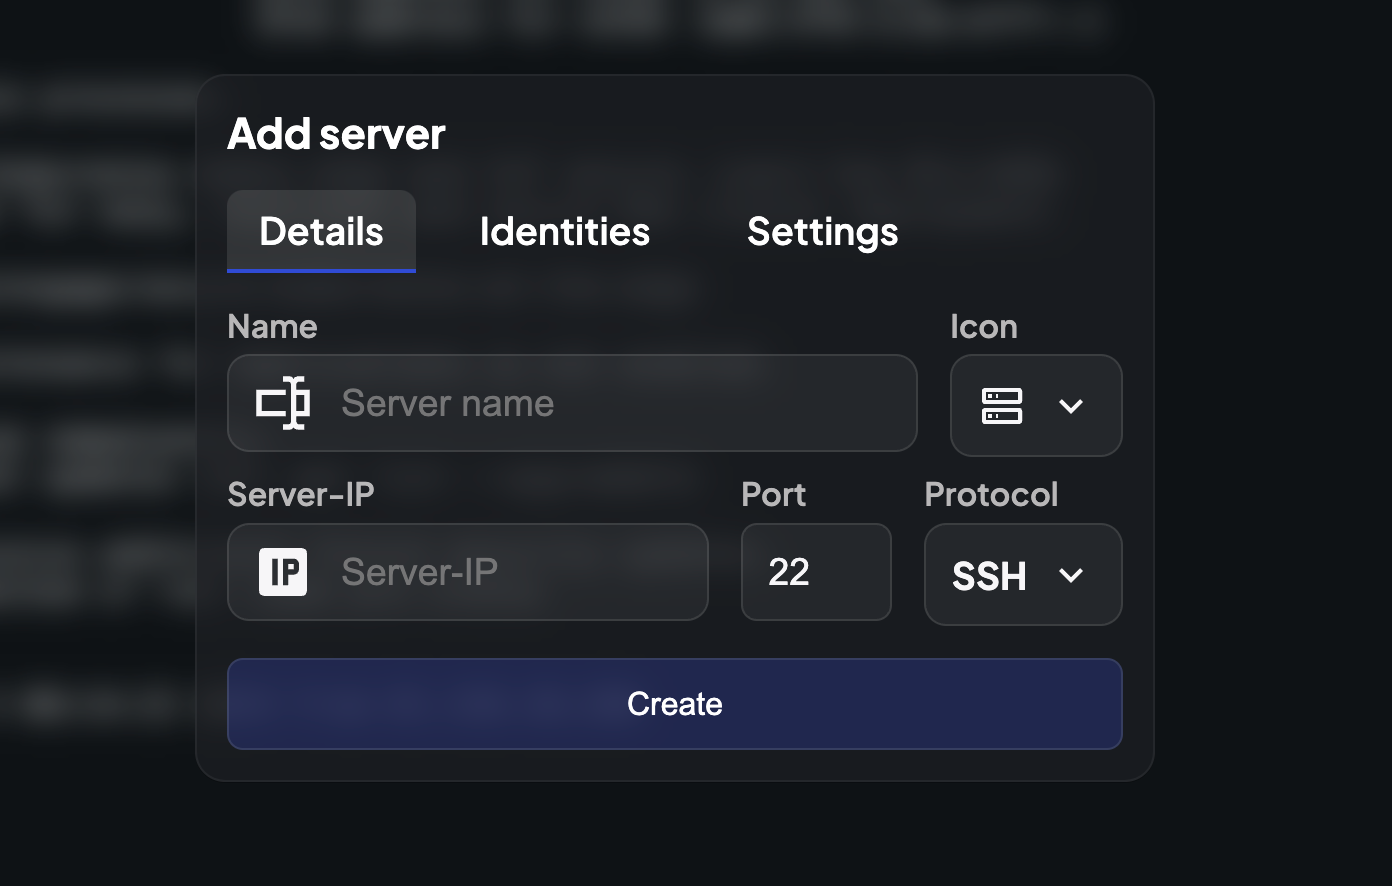 Add server
Details Identities Settings
Name Icon
Server name
Server-IP Port Protocol
IP Server-IP 22 SSH
Create